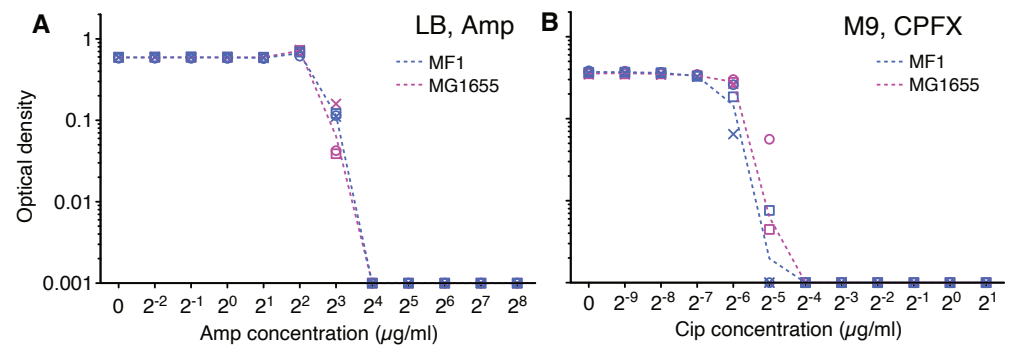 A
LB, Amp
MF1
MG1655
Optical density
1
0.1
0.01
0.001
0 2-2 2-1 20 21 22 23 24 25 26 27 28
Amp concentration (µg/ml)
B
M9, CPFX
MF1
MG1655
0 2-9 2-8 2-7 2-6 2-5 2-4 2-3 2-2 2-1 20 21
Cip concentration (µg/ml)